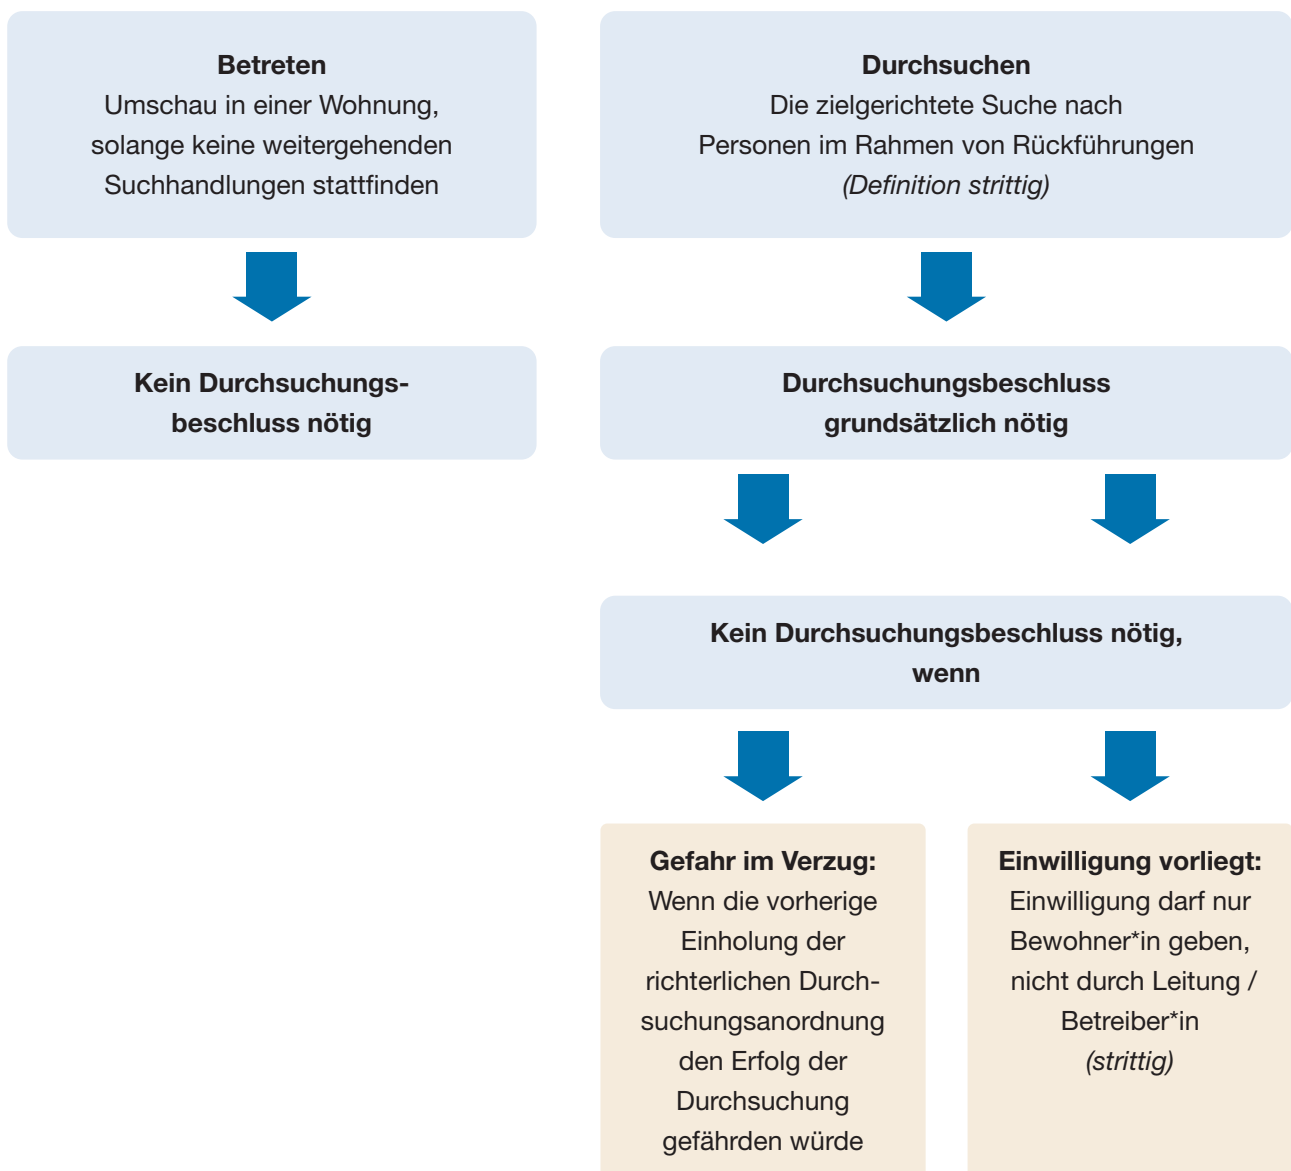 Betreten
Umschau in einer Wohnung,
solange keine weitergehenden
Suchhandlungen stattfinden
Kein Durchsuchungs-
beschluss nötig
Durchsuchen
Die zielgerichtete Suche nach
Personen im Rahmen von Rückführungen
(Definition strittig)
Durchsuchungsbeschluss
grundsätzlich nötig
Kein Durchsuchungsbeschluss nötig,
wenn
Gefahr im Verzug:
Wenn die vorherige
Einholung der
richterlichen Durch-
suchungsanordnung
den Erfolg der
Durchsuchung
gefährden würde
Einwilligung vorliegt:
Einwilligung darf nur
Bewohner*in geben,
nicht durch Leitung /
Betreiber*in
(strittig)